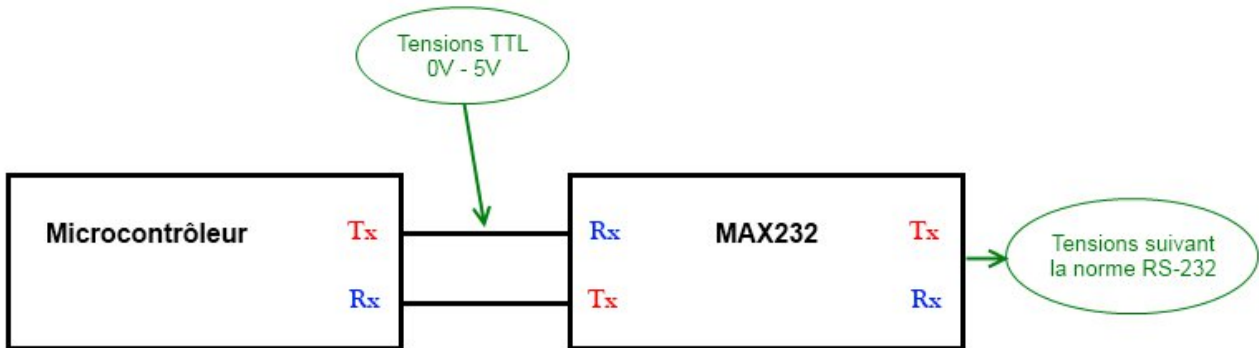 Tensions TTL
0V - 5V
Microcontrôleur
Tx
Rx
Rx
Tx
MAX232
Tx
Rx
Tensions suivant
la norme RS-232